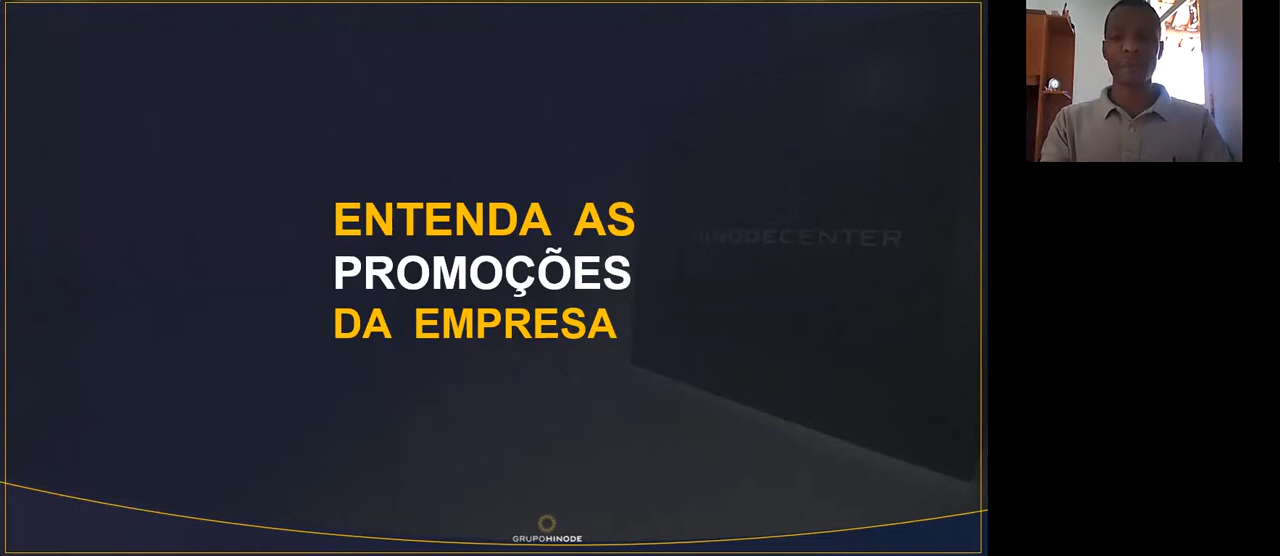 ENTENDA AS
PROMOÇÕES
DA EMPRESA
HINODECENTER
GRUPOHINODE